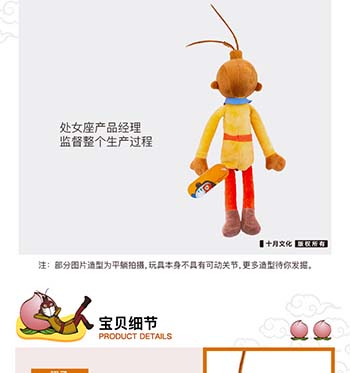 处女座产品经理
监督整个生产过程
十月文化 版权所有
注：部分图片造型为平躺拍摄，玩具本身不具有可动关节，更多造型待你发掘。
宝贝细节
PRODUCT DETAILS